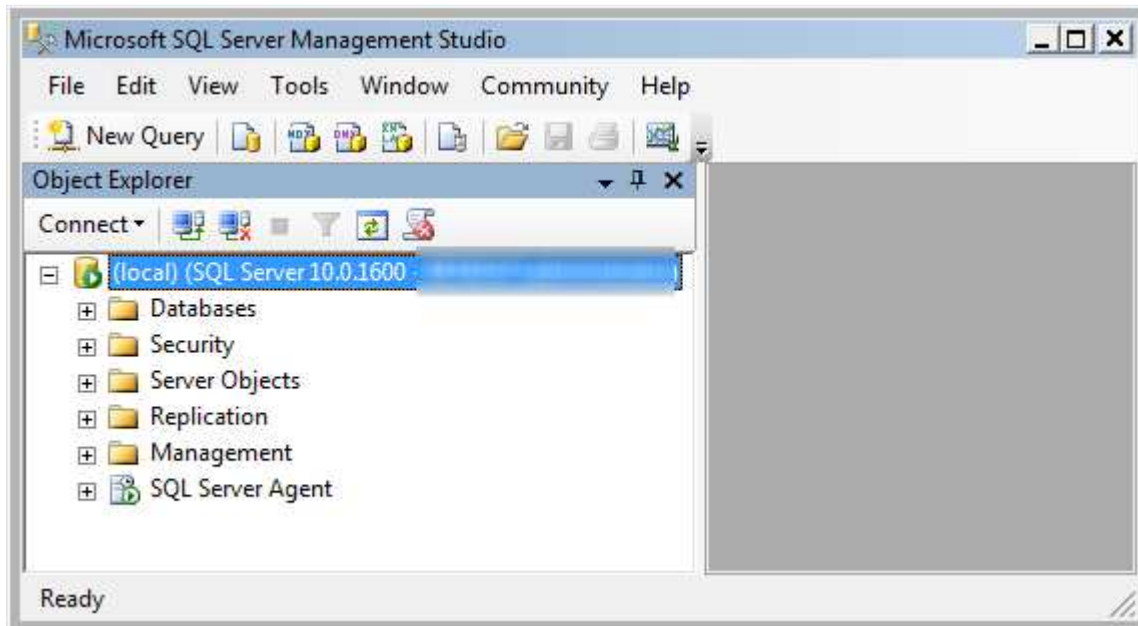 Microsoft SQL Server Management Studio
File Edit View Tools Window Community Help
New Query
Object Explorer
Connect
(local) (SQL Server 10.0.1600 - )
Databases
Security
Server Objects
Replication
Management
SQL Server Agent
Ready